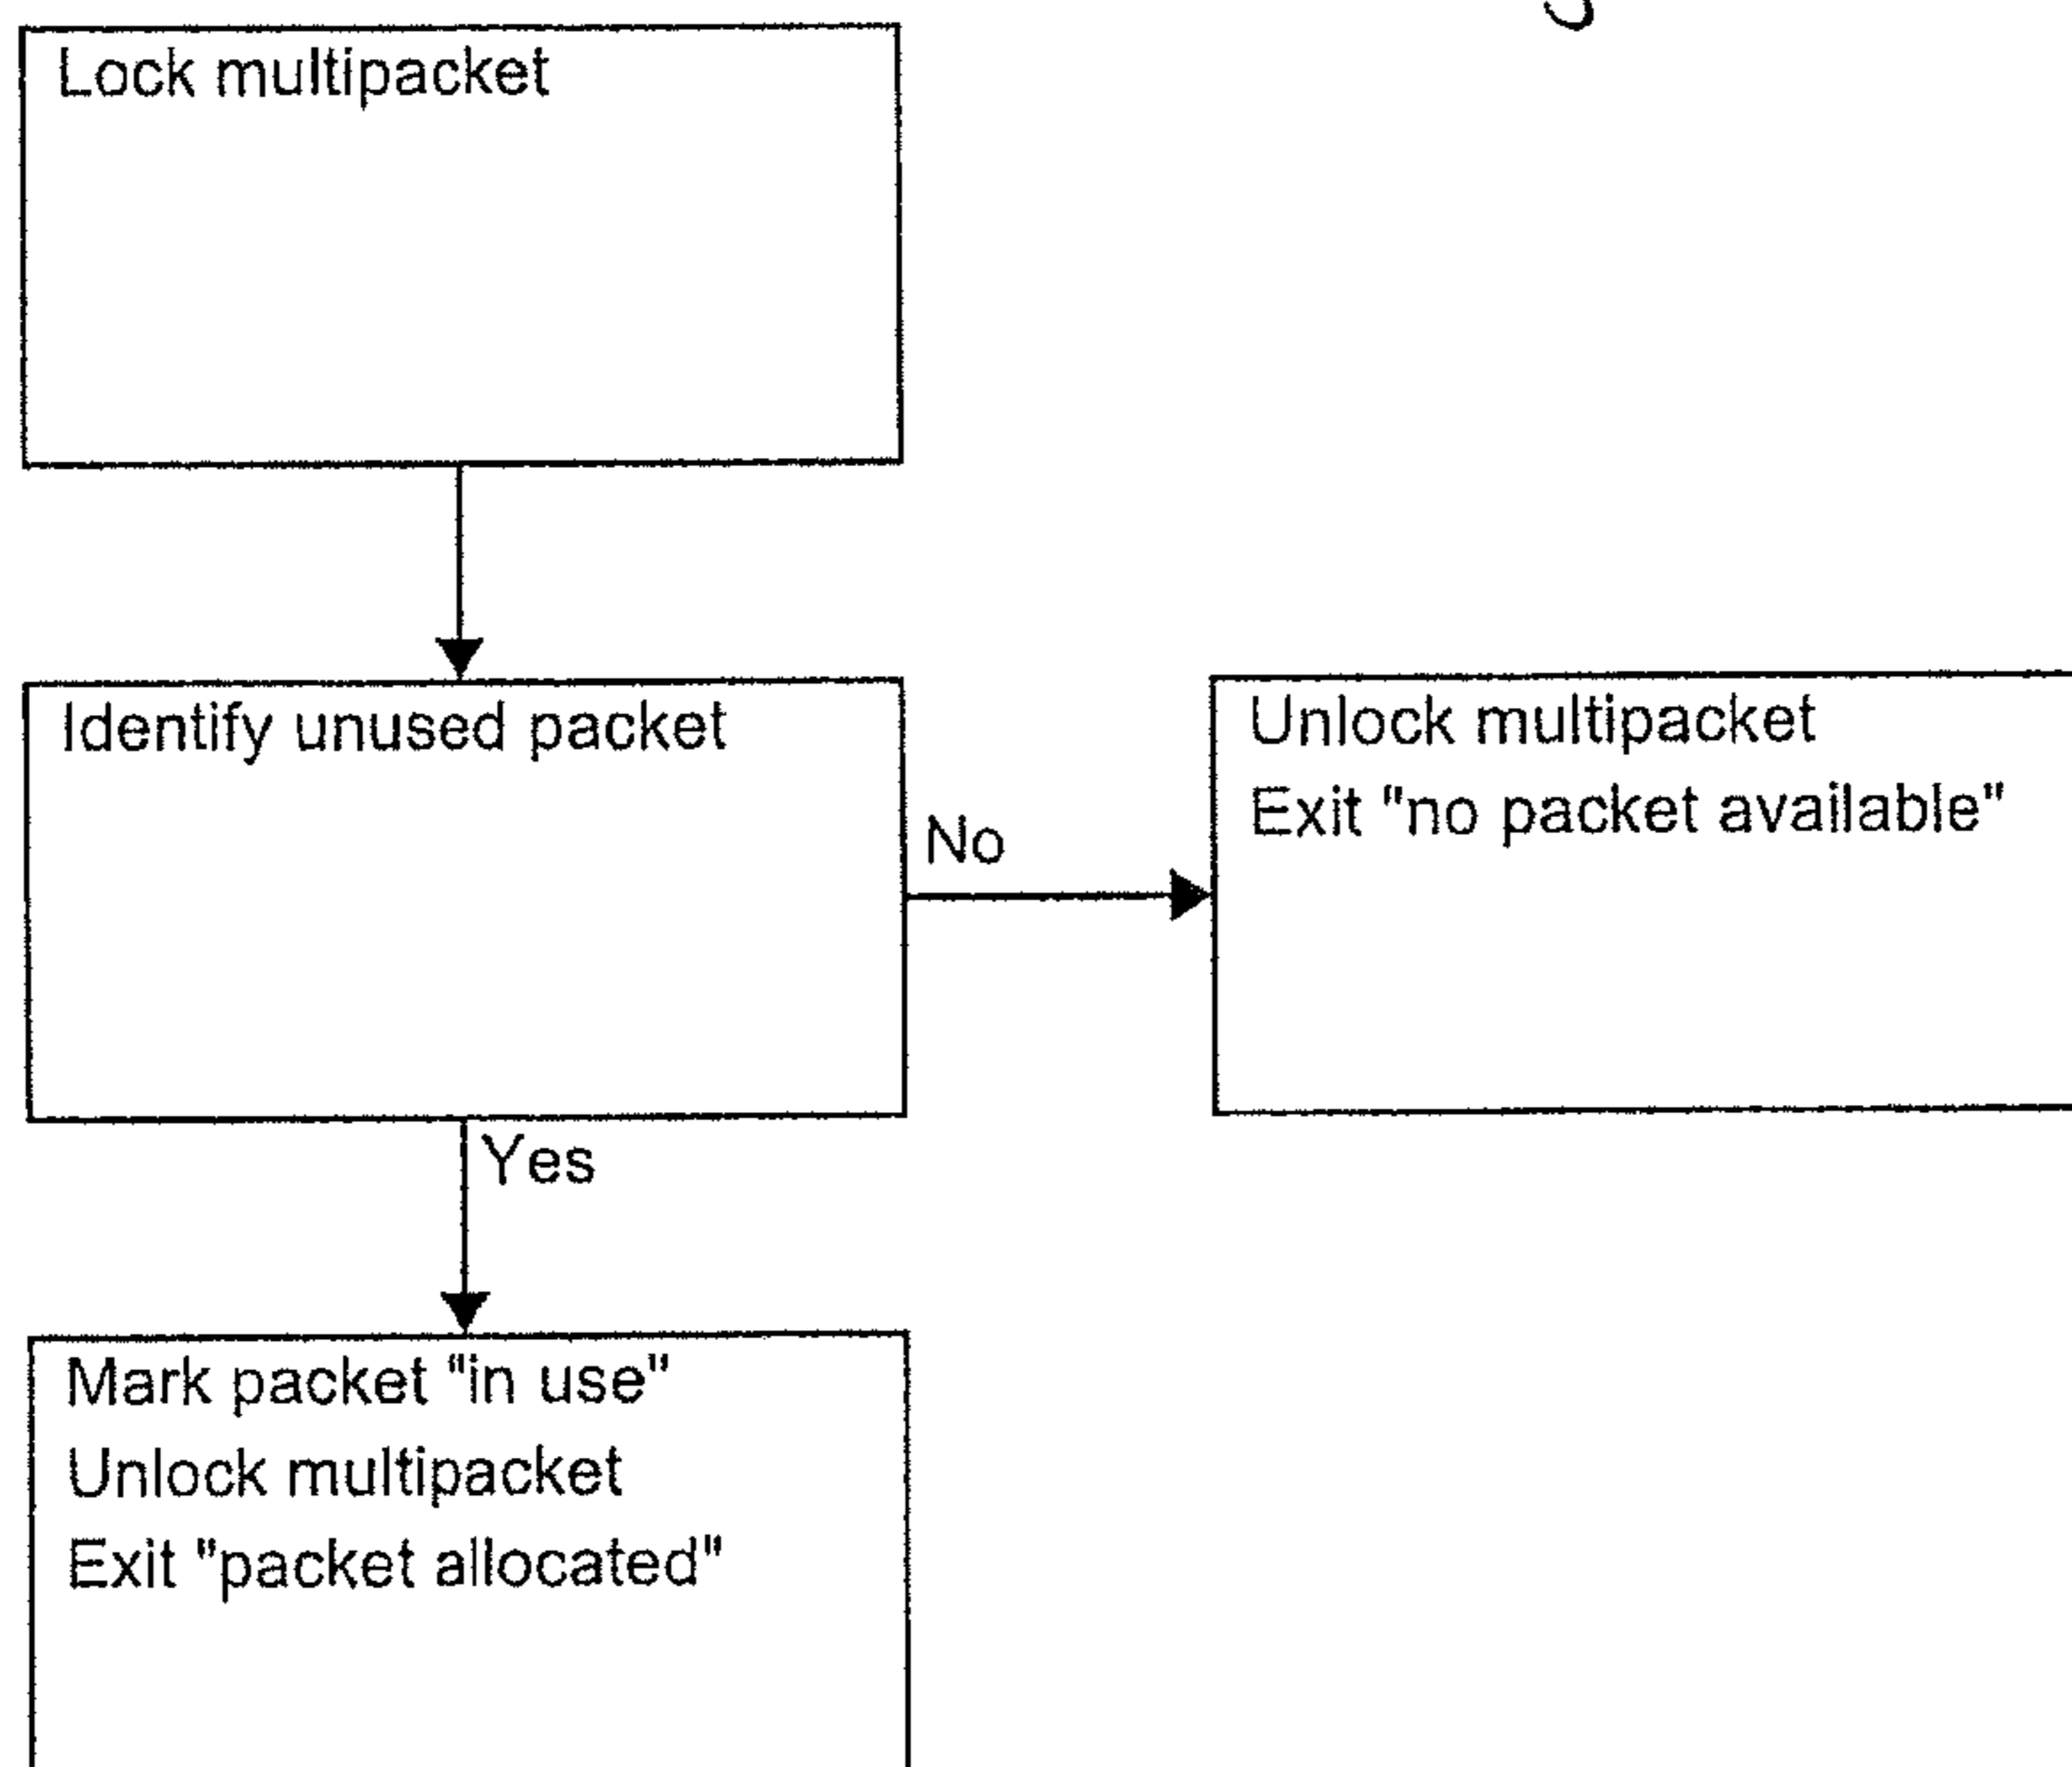 Lock multipacket
Identify unused packet
No
Unlock multipacket
Exit "no packet available"
Yes
Mark packet "in use"
Unlock multipacket
Exit "packet allocated"